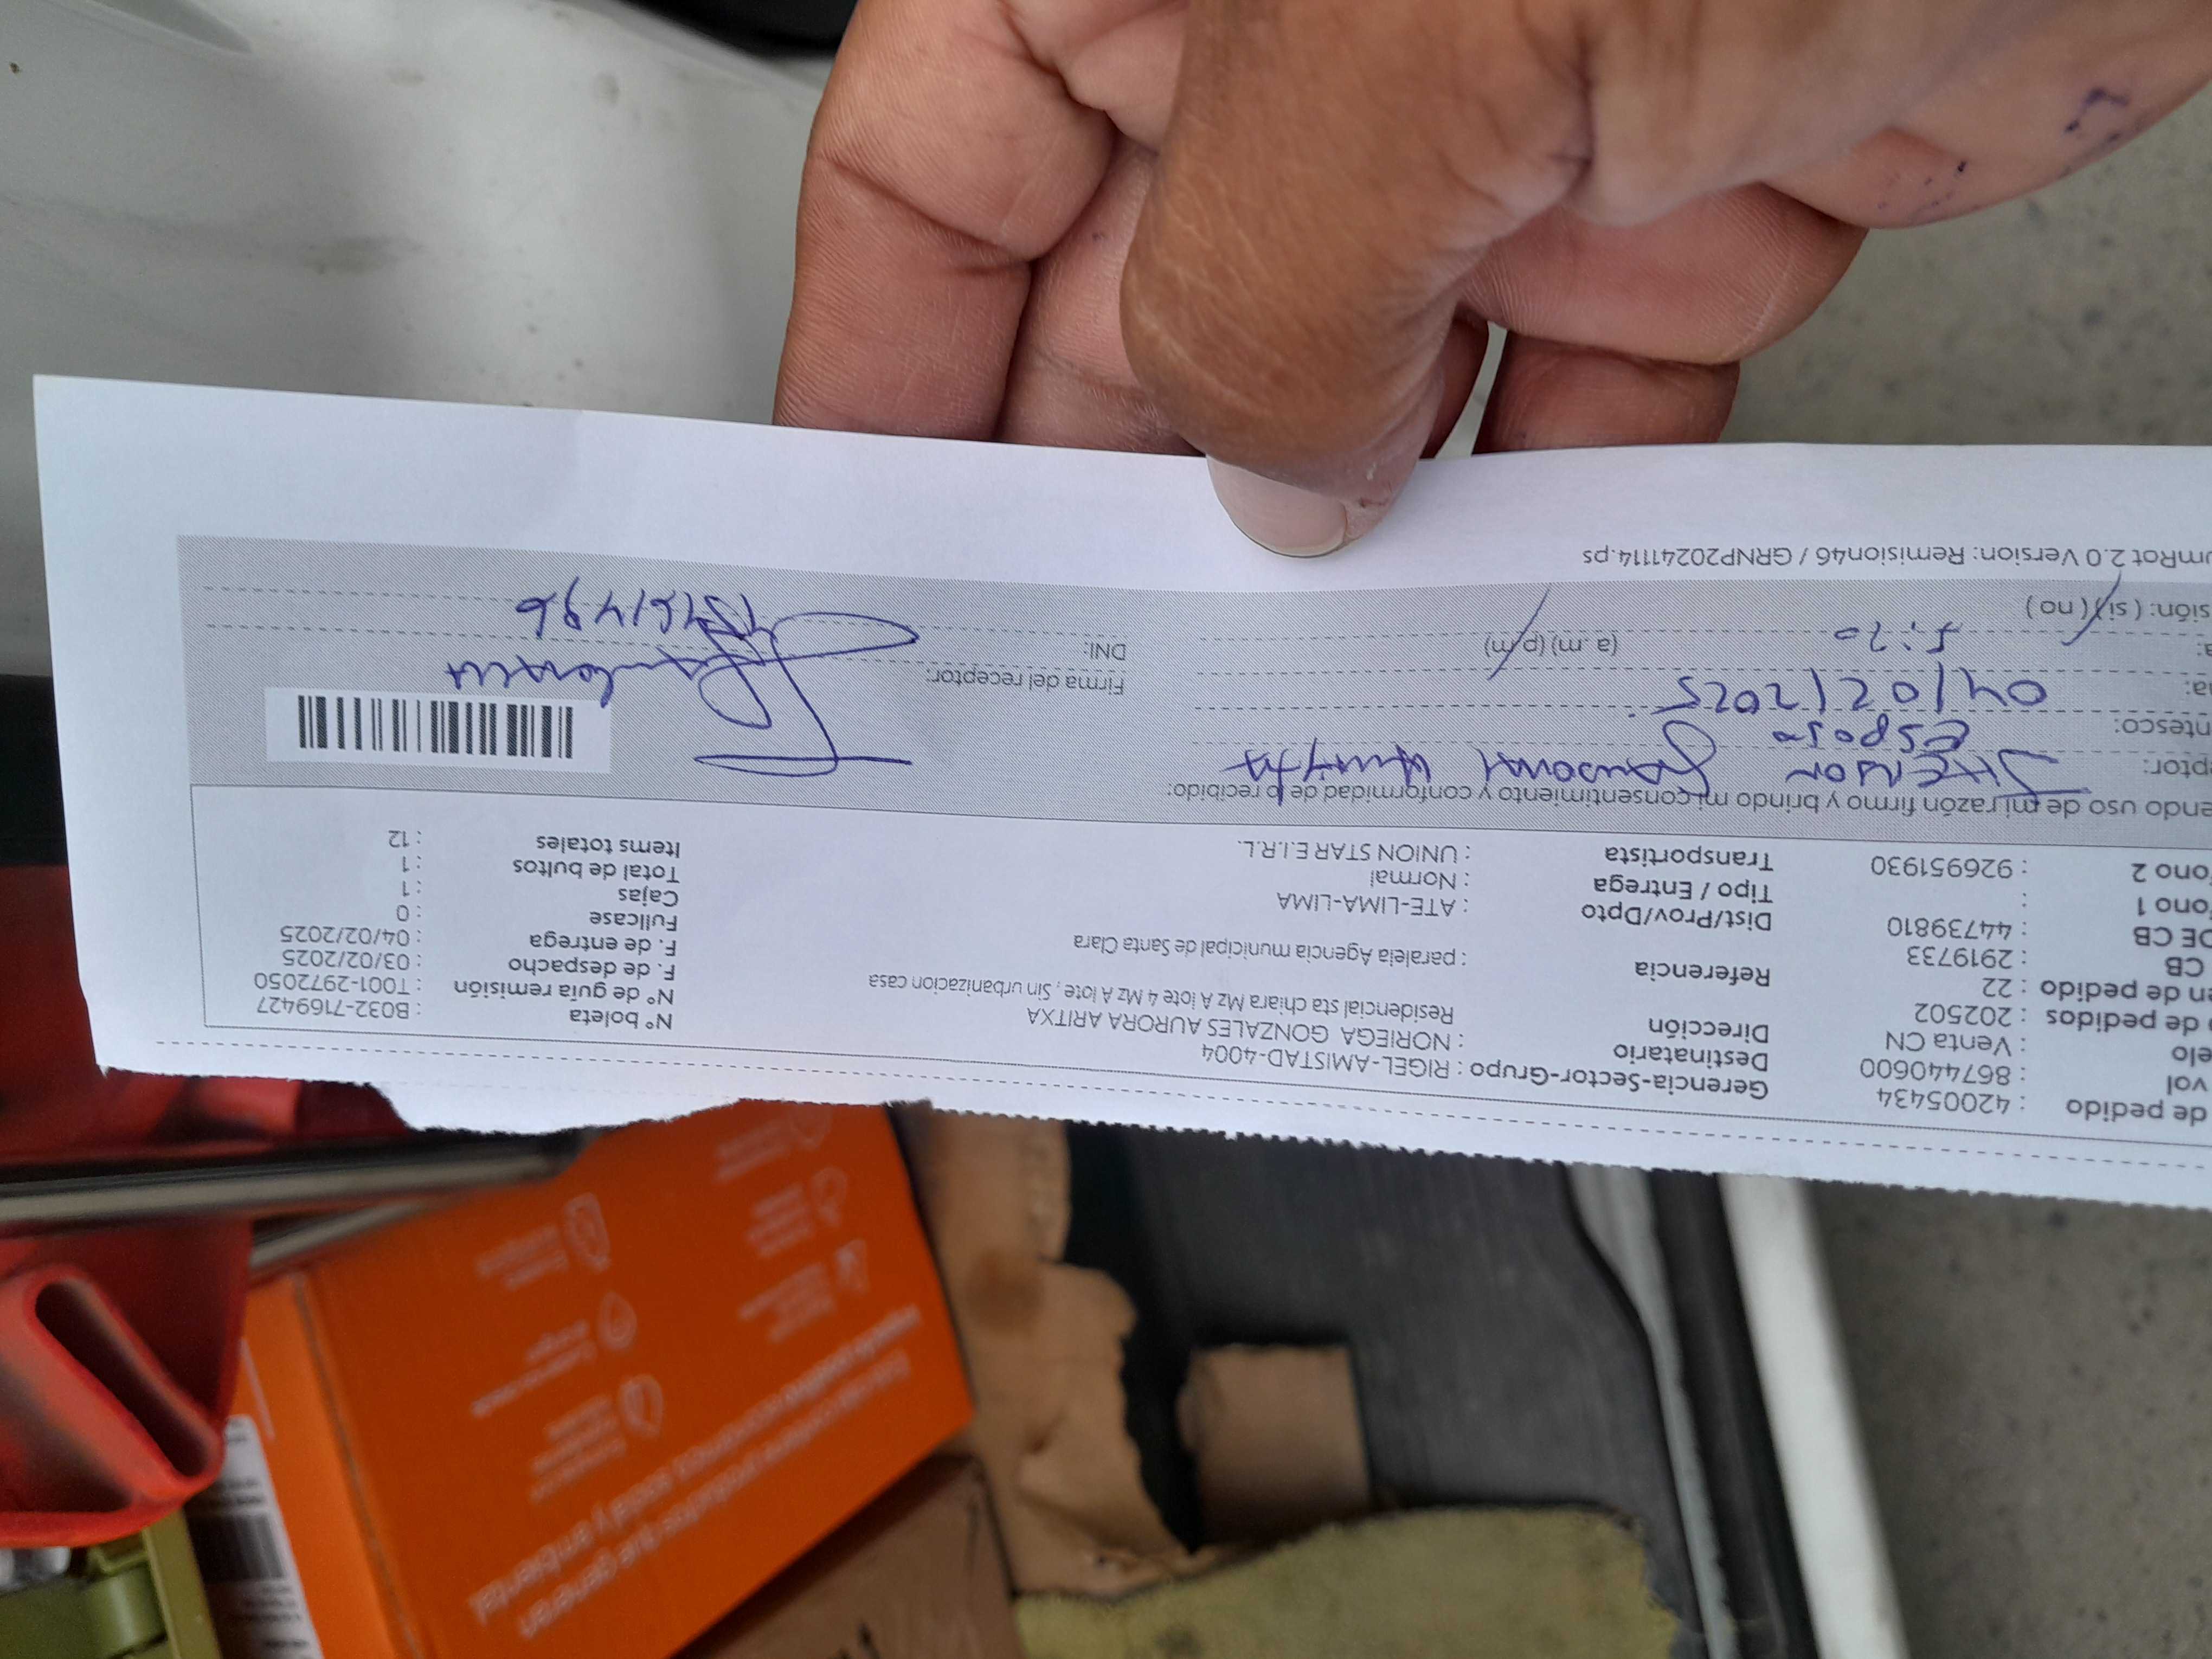 de pedido : 42005434
vol : 867440600
elo : Venta CN
de pedidos : 202502
en de pedido : 22
CB : 2919733
DE CB : 44739810
ono 1 :
ono 2 : 926951930
Gerencia-Sector-Grupo : RIGEL-AMISTAD-4004
Destinatario : NORIEGA GONZALES AURORA ARITXA
Dirección Residencial sta chiara Mz A lote 4 Mz A lote , Sin urbanizacion casa
Referencia : paralela Agencia municipal de Santa Clara
Dist/Prov/Dpto : ATE-LIMA-LIMA
Tipo / Entrega : Normal
Transportista : UNION STAR E.I.R.L.
N° boleta : B032-7169427
N° de guía remisión : T001-2972050
F. de despacho : 03/02/2025
F. de entrega : 04/02/2025
Fullcase : 0
Cajas : 1
Total de bultos : 1
Items totales : 12
endo uso de mi razón firmo y brindo mi consentimiento y conformidad de lo recibido:
ptor:
ntesco: Esposo
na: 04/02/2025
a: (a .m) (p.m)
sión: ( si ) ( no )
Firma del receptor:
DNI:
umRot 2.0 Version: Remision46 / GRNP20241114.ps